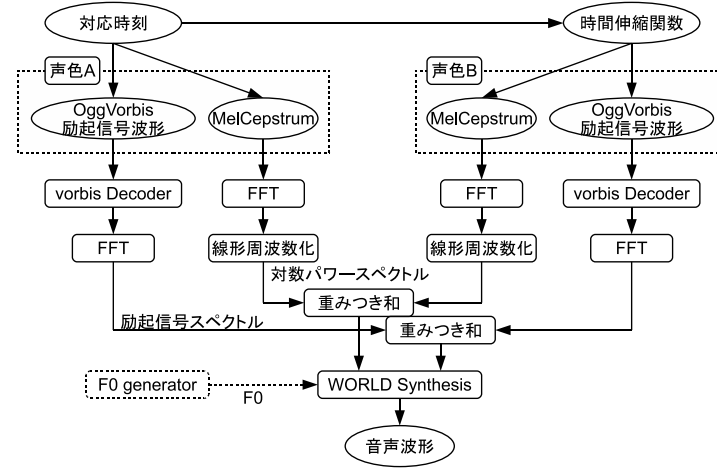 対応時刻
時間伸縮関数
声色A
声色B
OggVorbis
励起信号波形
MelCepstrum
MelCepstrum
OggVorbis
励起信号波形
vorbis Decoder
FFT
FFT
vorbis Decoder
FFT
線形周波数化
線形周波数化
FFT
対数パワースペクトル
重みつき和
励起信号スペクトル
重みつき和
F0 generator
F0
WORLD Synthesis
音声波形